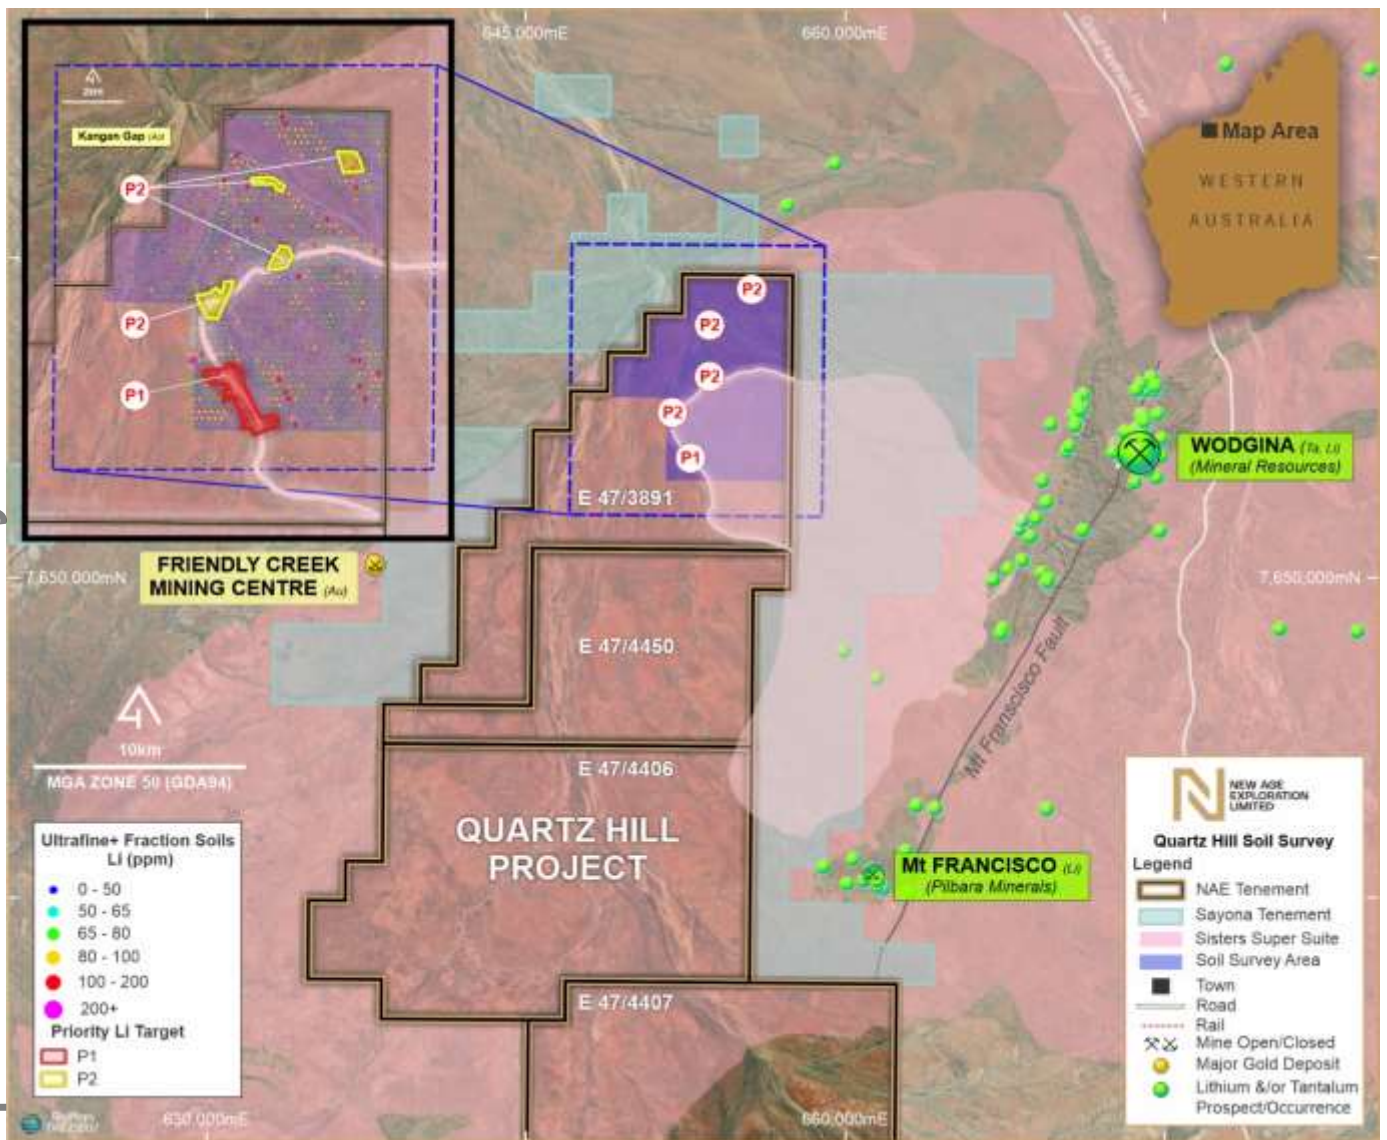 645,000mE
660,000mE
Great Northern Hwy
2km
Kangan Gap (Au)
P2
P2
P1
Map Area
WESTERN
AUSTRALIA
P2
P2
P2
P2
P1
E 47/3891
WODGINA (Ta, Li)
(Mineral Resources)
FRIENDLY CREEK
MINING CENTRE (Au)
7,650,000mN
7,650,000mN
E 47/4450
Mt Franscisco Fault
10km
MGA ZONE 50 (GDA94)
E 47/4406
QUARTZ HILL
PROJECT
Mt FRANCISCO (Li)
(Pilbara Minerals)
E 47/4407
Ultrafine+ Fraction Soils
Li (ppm)
0 - 50
50 - 65
65 - 80
80 - 100
100 - 200
200+
Priority Li Target
P1
P2
NEW AGE
EXPLORATION
LIMITED
Quartz Hill Soil Survey
Legend
NAE Tenement
Sayona Tenement
Sisters Super Suite
Soil Survey Area
Town
Road
Rail
Mine Open/Closed
Major Gold Deposit
Lithium &/or Tantalum
Prospect/Occurrence
630,000mE
660,000mE